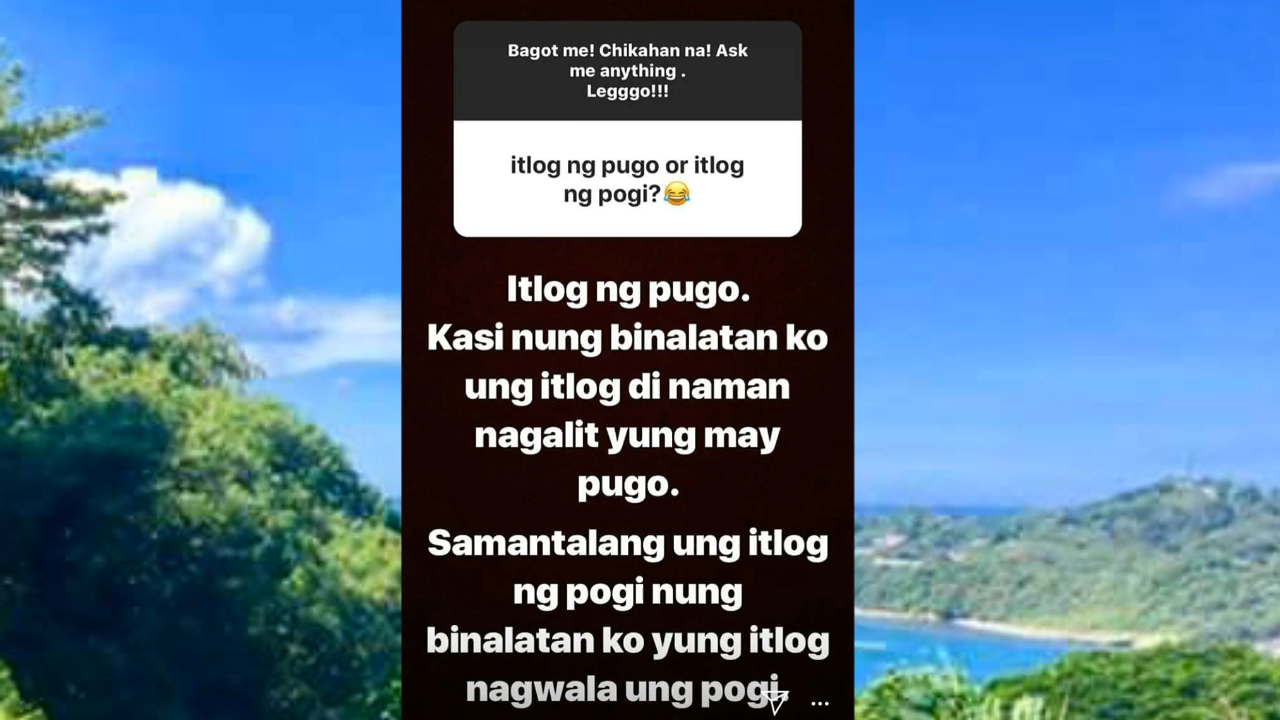 Bagot me! Chikahan na! Ask
me anything .
Legggo!!!
itlog ng pugo or itlog
ng pogi?😂
Itlog ng pugo.
Kasi nung binalatan ko
ung itlog di naman
nagalit yung may
pugo.
Samantalang ung itlog
ng pogi nung
binalatan ko yung itlog
nagwala ung pogi.